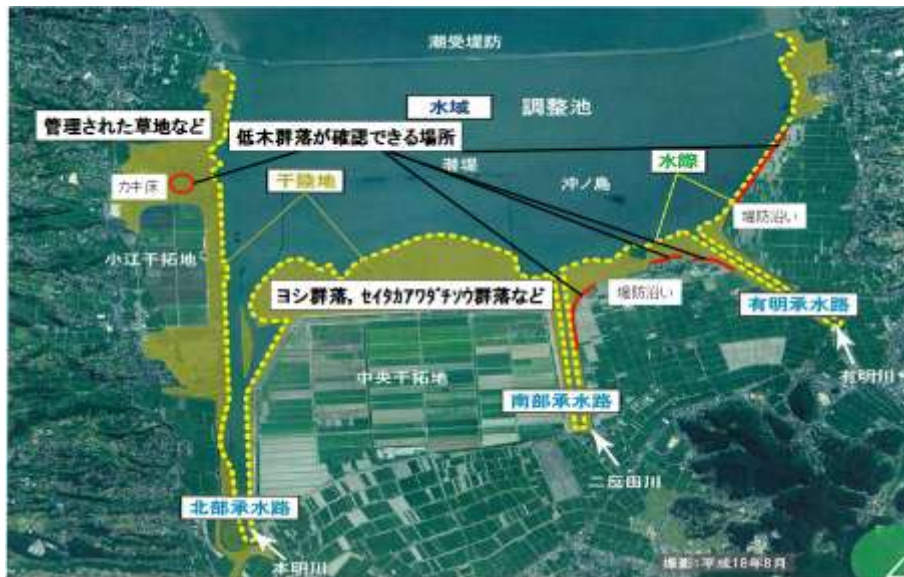 潮受堤防
水域
調整池
管理された草地など
低木群落が確認できる場所
潜堤
沖ノ島
水際
カキ床
干陸地
堤防沿い
小江干拓地
ヨシ群落，セイタカアワダチソウ群落など
堤防沿い
有明承水路
中央干拓地
有明川
南部承水路
二反田川
北部承水路
本明川
撮影：平成18年8月